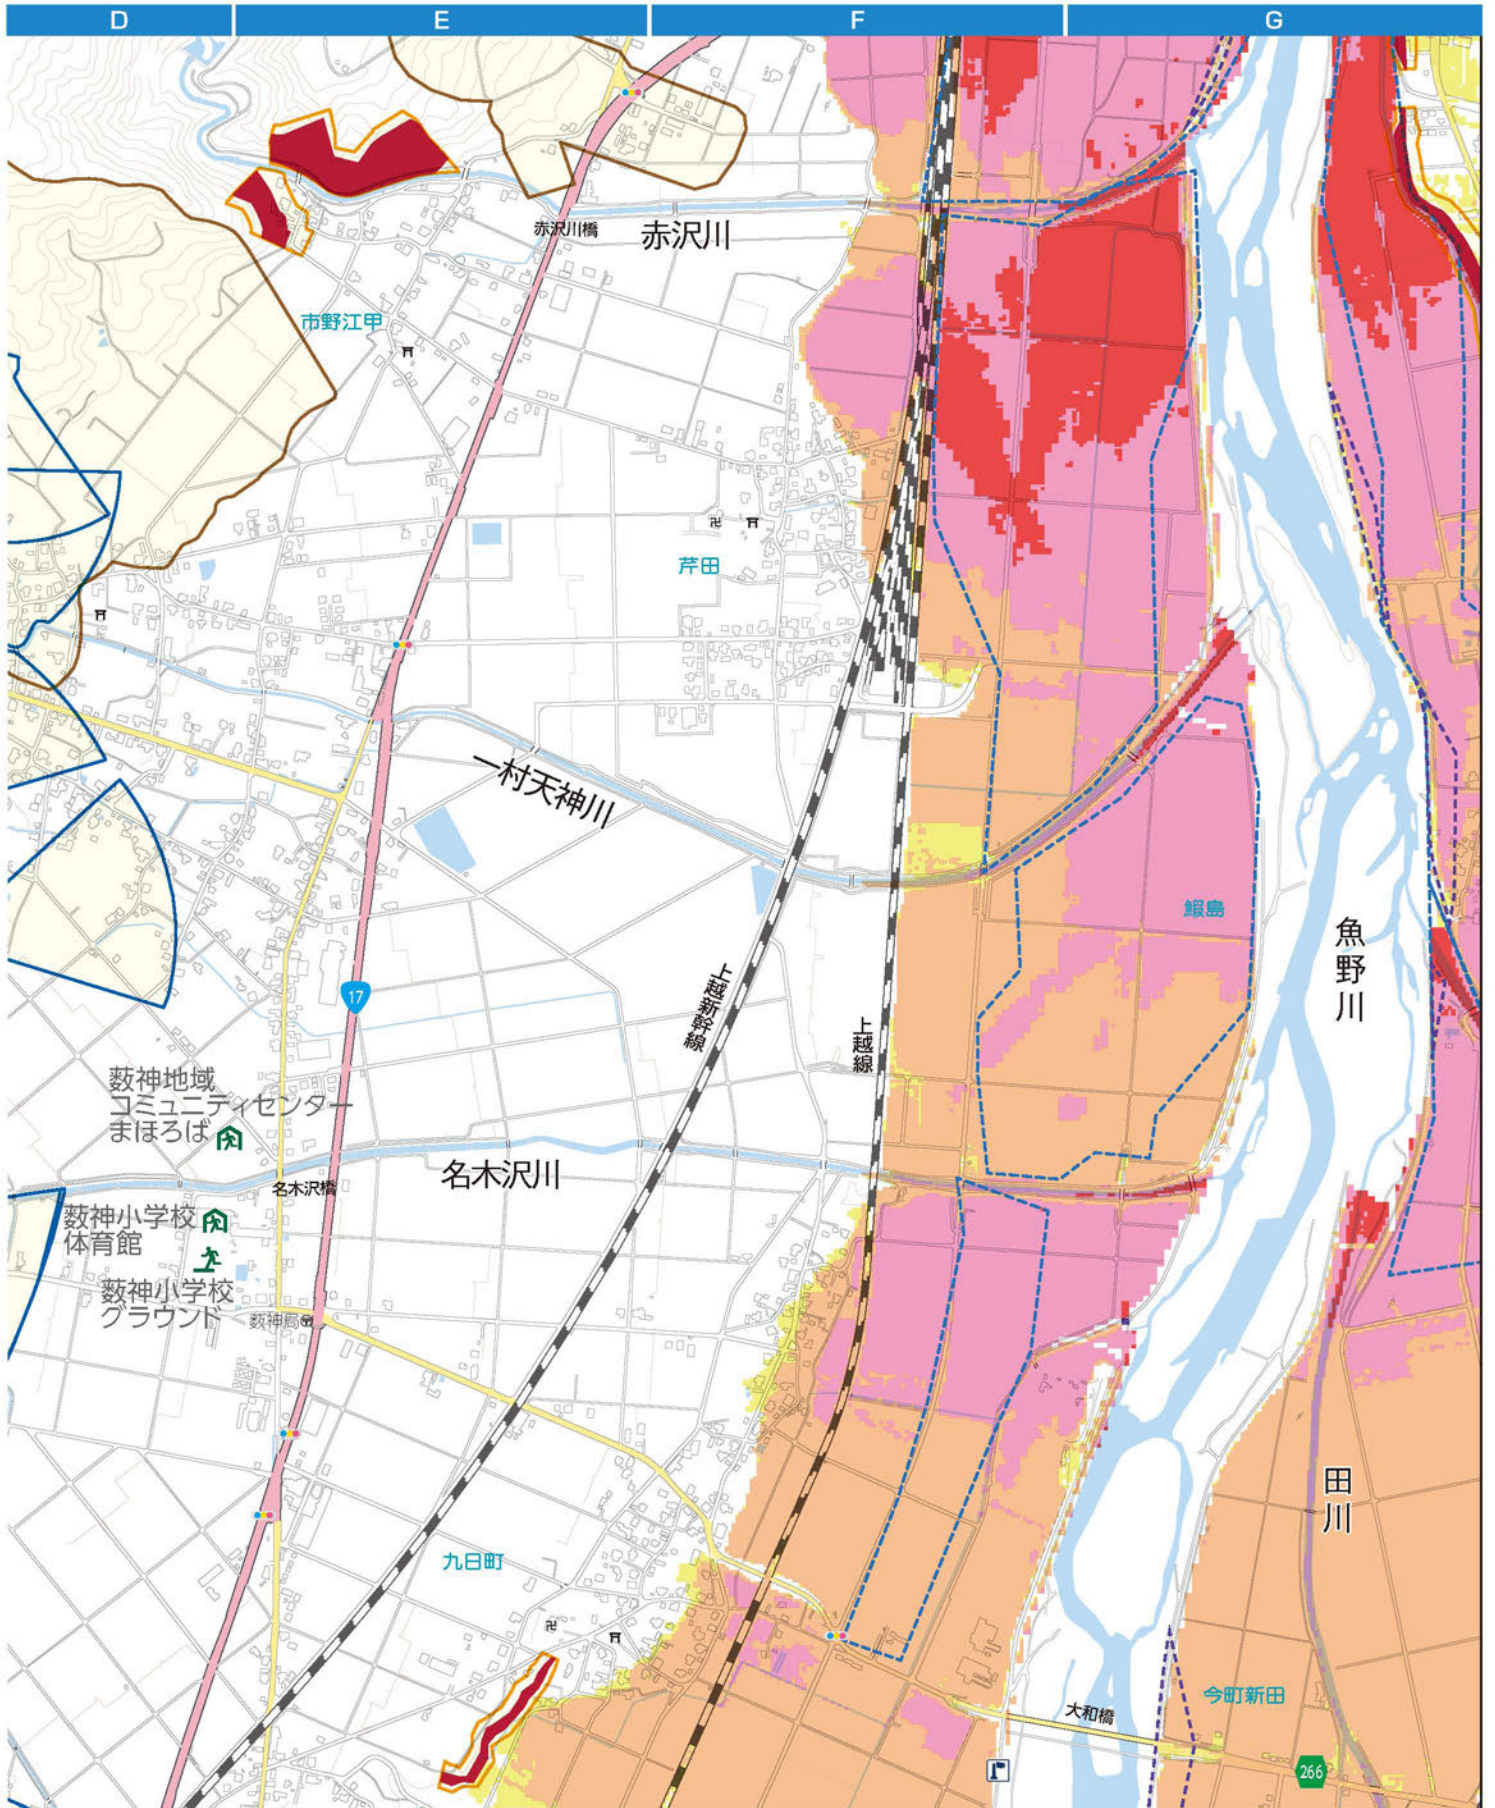 D E F G
赤沢川橋
赤沢川
市野江甲
芹田
一村天神川
鰕島
魚野川
17
上越新幹線
上越線
薮神地域
コミュニティセンター
まほろば
名木沢橋
名木沢川
薮神小学校
体育館
薮神小学校
グラウンド
薮神局
田川
九日町
今町新田
大和橋
266